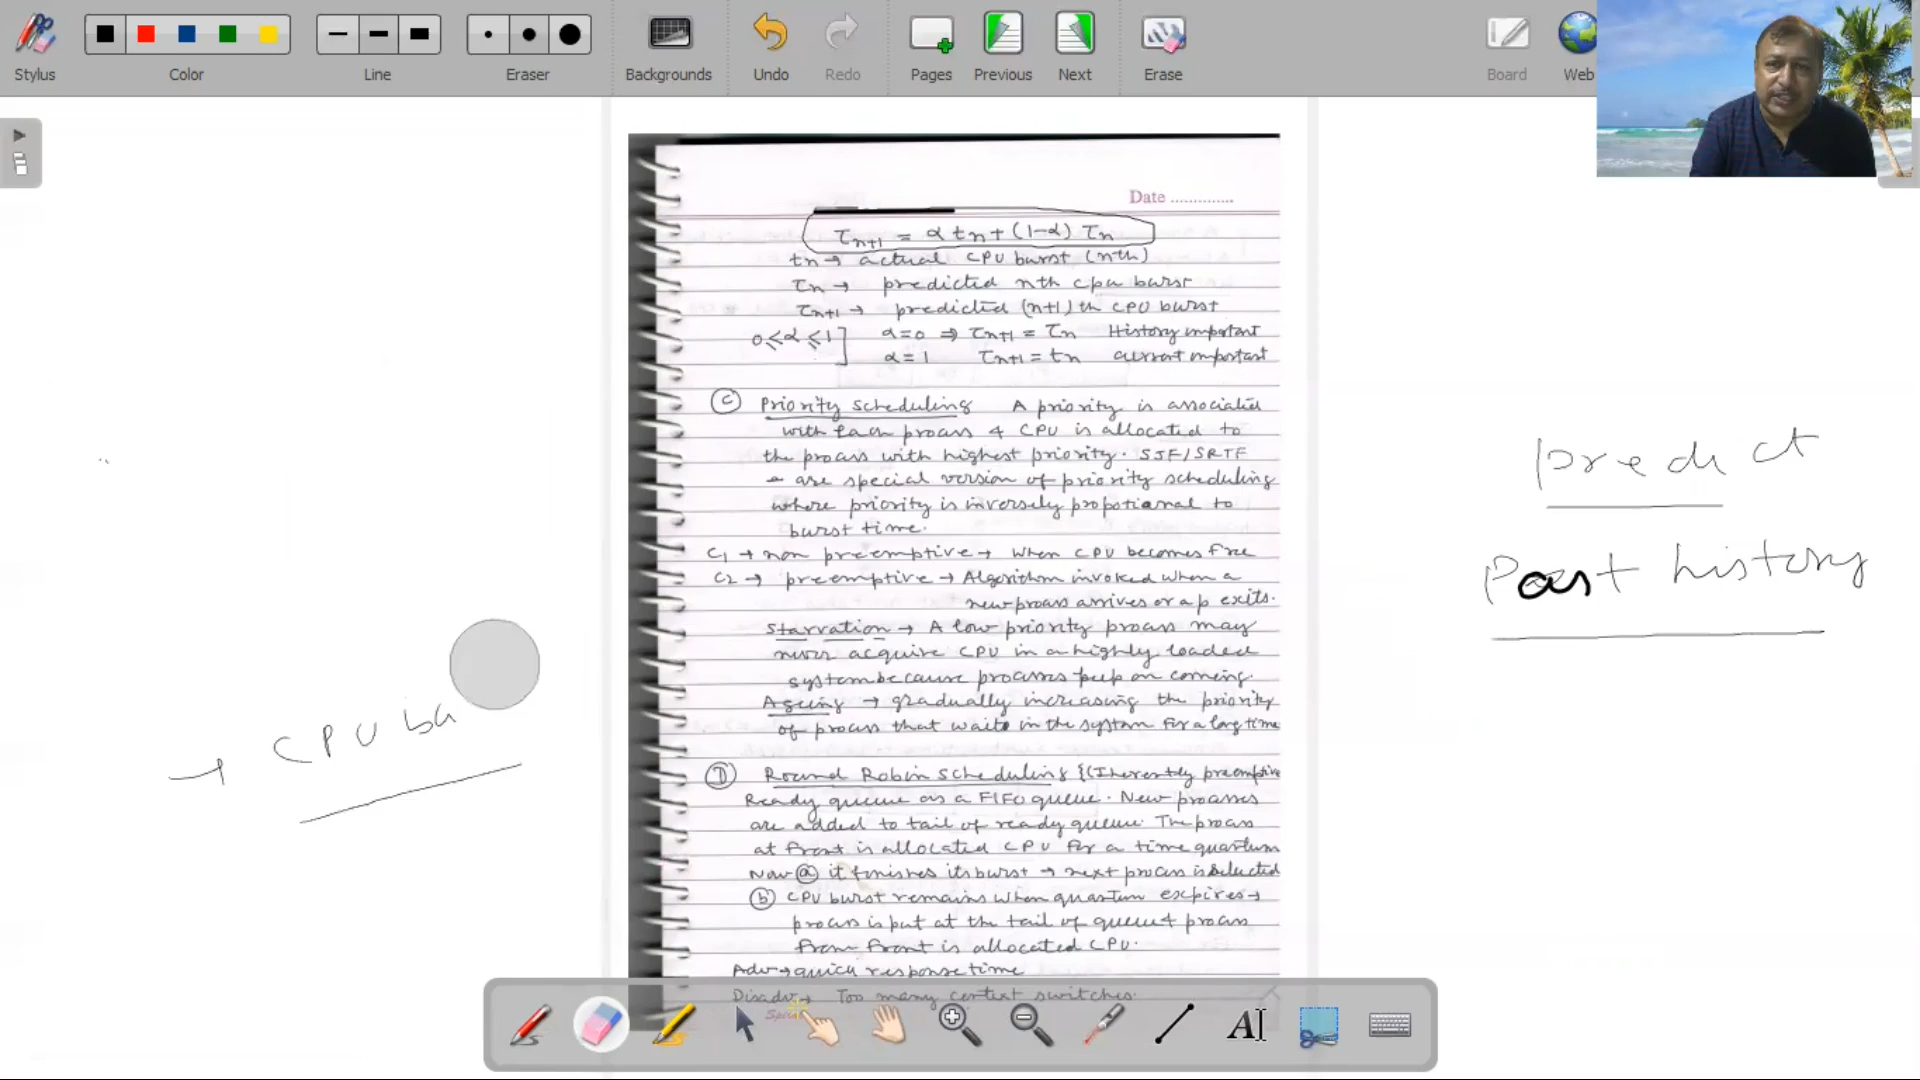 Stylus
Color
Line
Eraser
Backgrounds
Undo
Redo
Pages
Previous
Next
Erase
Board
Web
Date .............
τn+1 = α tn + (1-α) τn
tn → actual CPU burst (nth)
τn → predicted nth cpu burst
τn+1 → predicted (n+1)th CPU burst
0 ≤ α ≤ 1 ] α=0 ⇒ τn+1 = τn History important
α=1 τn+1 = tn current important
Ⓒ Priority scheduling A priority is associated
with each process & CPU is allocated to
the process with highest priority. SJF/SRTF
are special version of priority scheduling
where priority is inversely propotional to
burst time.
C1 → non preemptive → when CPU becomes free
C2 → preemptive → Algorithm invoked when a
new process arrives or a p exits.
Starvation → A low priority process may
never acquire CPU in a highly loaded
system because processes keep on coming.
Ageing → gradually increasing the priority
of process that waits in the system for a long time
Ⓓ Round Robin Scheduling {(Inherently preemptive
Ready queue as a FIFO queue. New processes
are added to tail of ready queue. The process
at front is allocated CPU for a time quantum
Now ⓐ it finishes its burst → next process is selected
ⓑ CPU burst remains when quantum expires →
process is put at the tail of queue & process
from front is allocated CPU.
Adv → quick response time
Disadv → Too many context switches.
predict
Past history
→ CPU bu